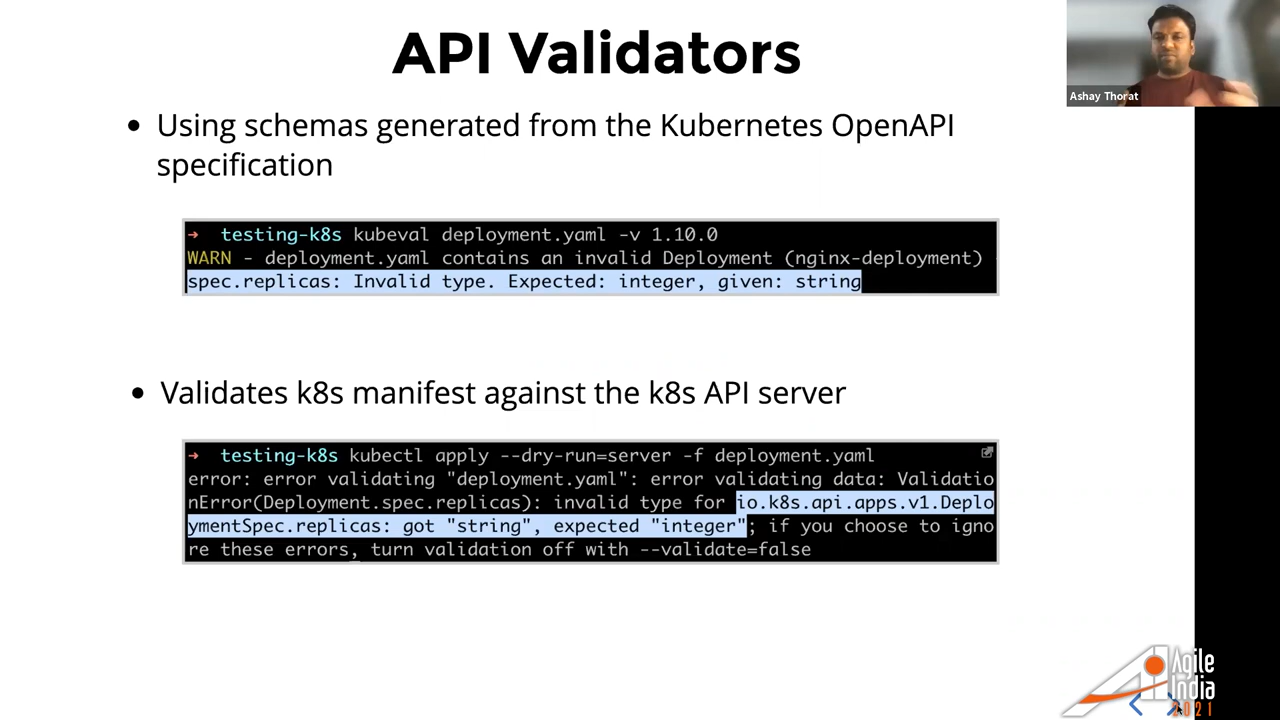 API Validators
Ashay Thorat
• Using schemas generated from the Kubernetes OpenAPI
specification
→ testing-k8s kubeval deployment.yaml -v 1.10.0
WARN - deployment.yaml contains an invalid Deployment (nginx-deployment)
spec.replicas: Invalid type. Expected: integer, given: string
• Validates k8s manifest against the k8s API server
→ testing-k8s kubectl apply --dry-run=server -f deployment.yaml
error: error validating "deployment.yaml": error validating data: Validatio
nError(Deployment.spec.replicas): invalid type for io.k8s.api.apps.v1.Deplo
ymentSpec.replicas: got "string", expected "integer"; if you choose to igno
re these errors, turn validation off with --validate=false
Agile
India
2021